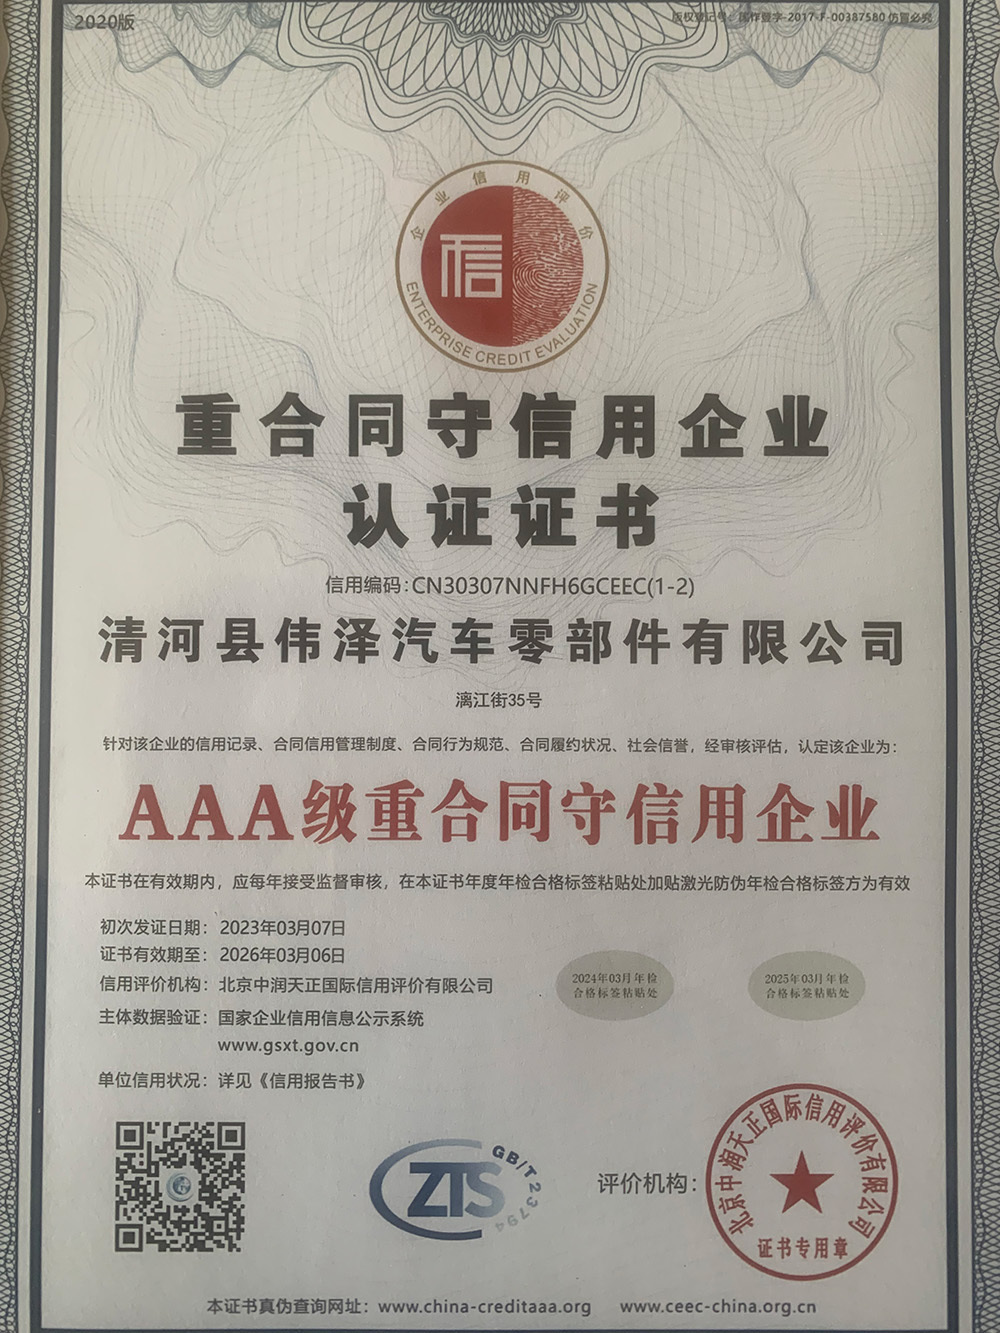 2020版
版权登记号：国作登字-2017-F-00387580 仿冒必究
企业信用评价
信
ENTERPRISE CREDIT EVALUATION
重合同守信用企业
认证证书
信用编码：CN30307NNFH6GCEEC(1-2)
清河县伟泽汽车零部件有限公司
漓江街35号
针对该企业的信用记录、合同信用管理制度、合同行为规范、合同履约状况、社会信誉，经审核评估，认定该企业为：
AAA级重合同守信用企业
本证书在有效期内，应每年接受监督审核，在本证书年度年检合格标签粘贴处加贴激光防伪年检合格标签方为有效
初次发证日期：2023年03月07日
证书有效期至：2026年03月06日
信用评价机构：北京中润天正国际信用评价有限公司
主体数据验证：国家企业信用信息公示系统
www.gsxt.gov.cn
单位信用状况：详见《信用报告书》
2024年03月年检
合格标签粘贴处
2025年03月年检
合格标签粘贴处
ZTS
GB/T23794
评价机构：
北京中润天正国际信用评价有限公司
证书专用章
本证书真伪查询网址：www.china-creditaaa.org www.ceec-china.org.cn